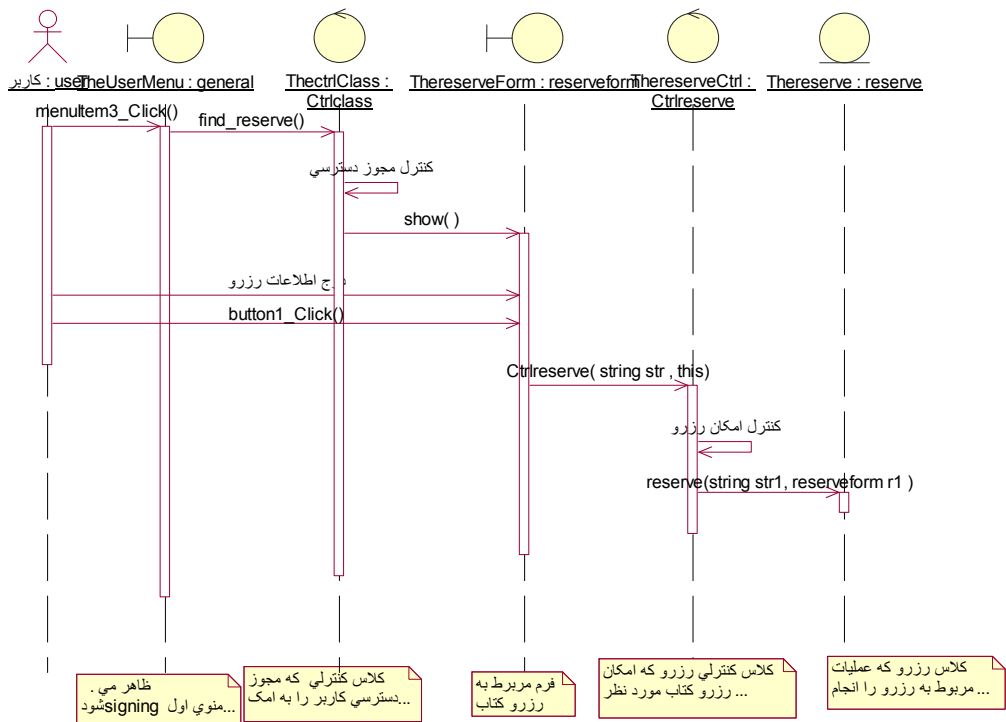 کاربر : user
TheUserMenu : general
ThectrlClass :
Ctrlclass
ThereserveForm : reserveform
ThereserveCtrl :
Ctrlreserve
Thereserve : reserve
menuItem3_Click()
find_reserve()
کنترل مجوز دسترسي
show( )
درج اطلاعات رزرو
button1_Click()
Ctrlreserve( string str , this)
کنترل امکان رزرو
reserve(string str1, reserveform r1 )
ظاهر مي .
منوي اول signingشود...
کلاس کنترلي که مجوز
دسترسي کاربر را به امک...
فرم مربرط به
رزرو کتاب
کلاس کنترلي رزرو که امکان
رزرو کتاب مورد نظر ...
کلاس رزرو که عمليات
مربوط به رزرو را انجام ...